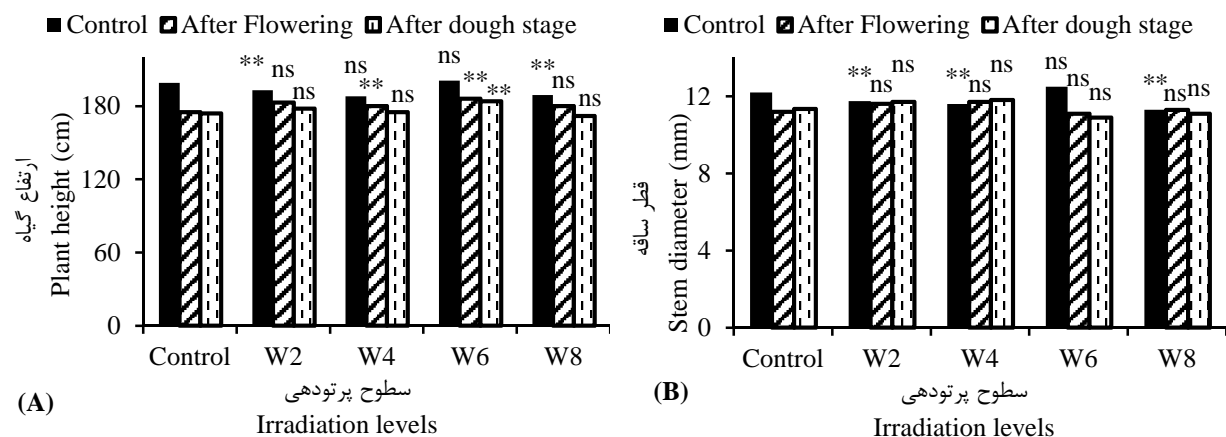 ■ Control After Flowering After dough stage
** ns ns
ns ** ns
ns ** **
** ns ns
180
120
60
0
ارتفاع گیاه
Plant height (cm)
Control W2 W4 W6 W8
سطوح پرتودهی
Irradiation levels
(A)
■ Control After Flowering After dough stage
** ns ns
** ns ns
ns ns ns
** ns ns
12
8
4
0
قطر ساقه
Stem diameter (mm)
Control W2 W4 W6 W8
سطوح پرتودهی
Irradiation levels
(B)